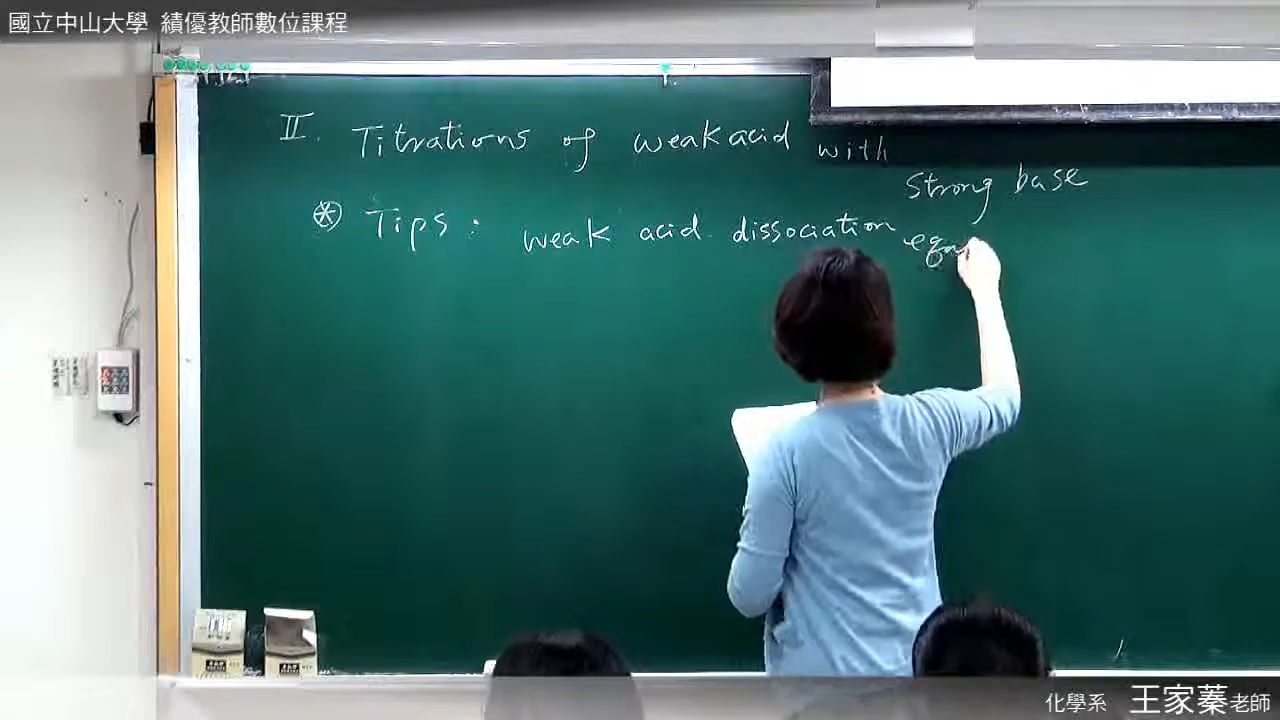 國立中山大學 績優教師數位課程
II. Titrations of weak acid with
strong base
⊛ Tips : weak acid dissociation
化學系 王家蓁老師